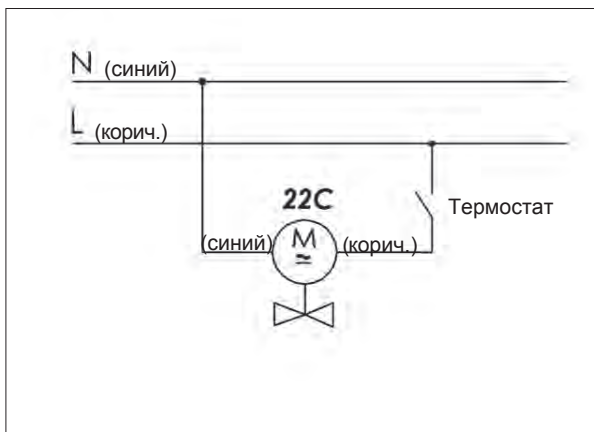 N (синий)
L (корич.)
22C
Термостат
(синий) M (корич.)
≃